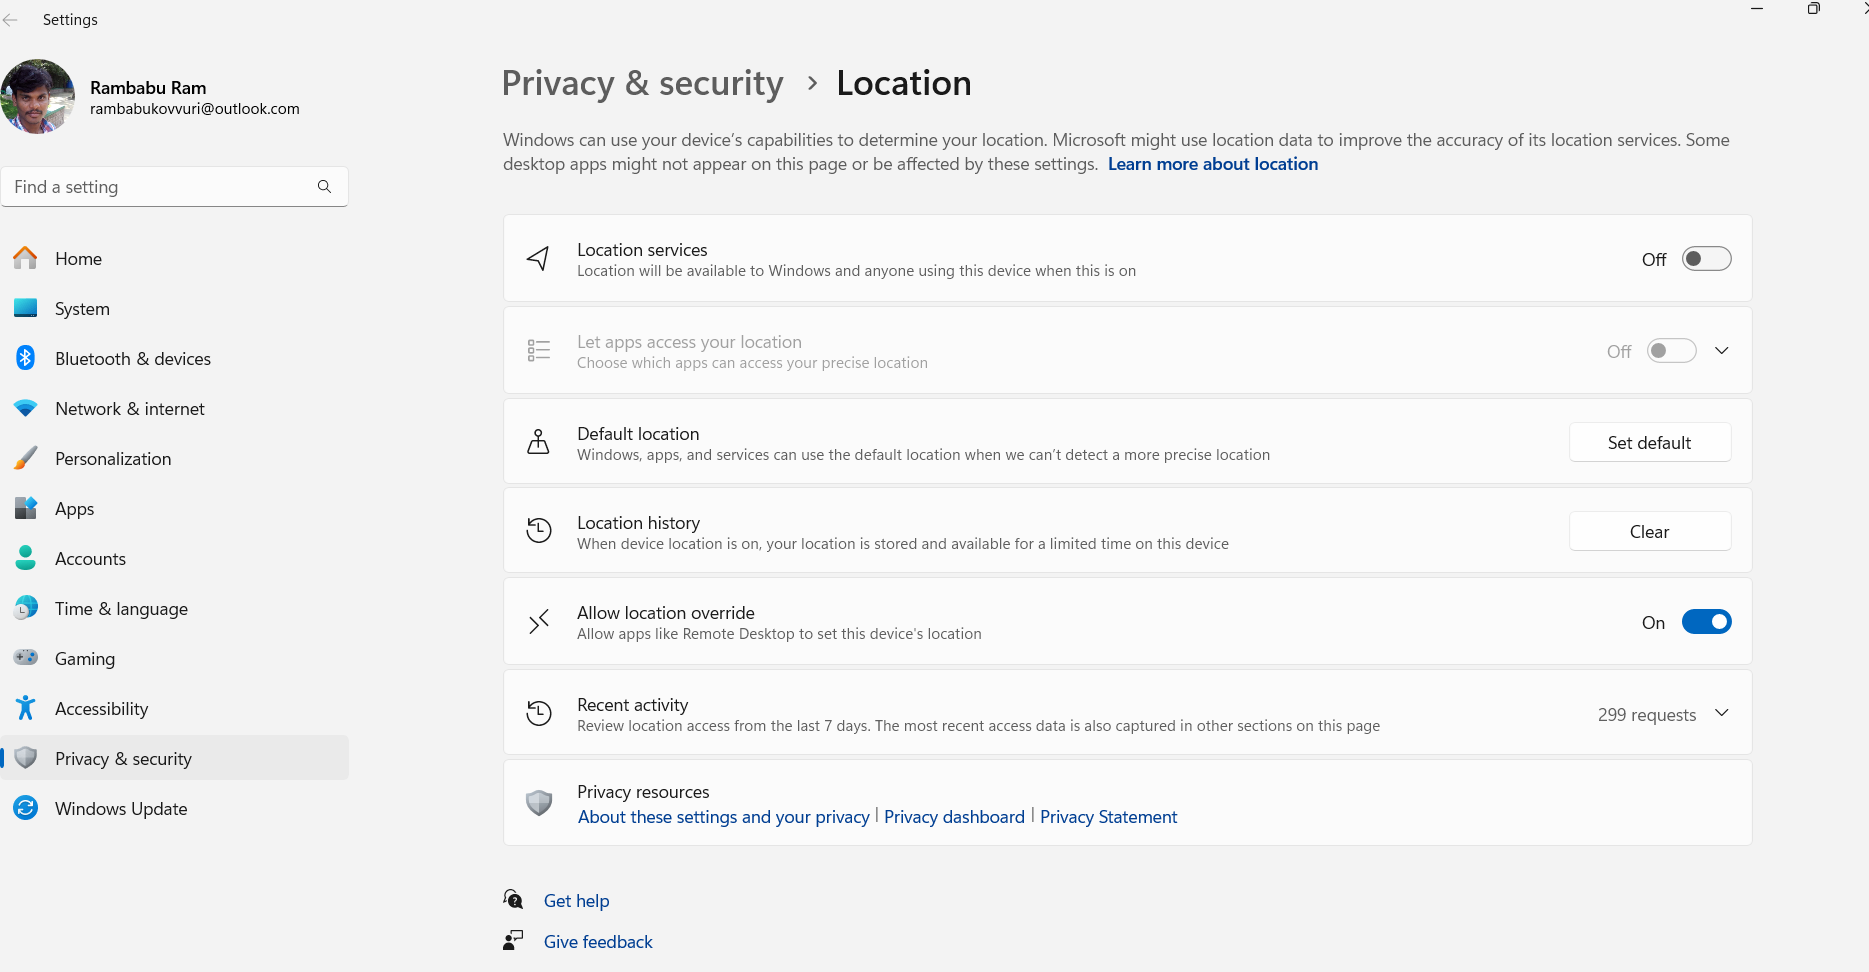 Settings
Rambabu Ram
rambabukovvuri@outlook.com
Find a setting
Home
System
Bluetooth & devices
Network & internet
Personalization
Apps
Accounts
Time & language
Gaming
Accessibility
Privacy & security
Windows Update
Privacy & security > Location
Windows can use your device's capabilities to determine your location. Microsoft might use location data to improve the accuracy of its location services. Some
desktop apps might not appear on this page or be affected by these settings. Learn more about location
Location services
Location will be available to Windows and anyone using this device when this is on
Off
Let apps access your location
Choose which apps can access your precise location
Off
Default location
Windows, apps, and services can use the default location when we can't detect a more precise location
Set default
Location history
When device location is on, your location is stored and available for a limited time on this device
Clear
Allow location override
Allow apps like Remote Desktop to set this device's location
On
Recent activity
Review location access from the last 7 days. The most recent access data is also captured in other sections on this page
299 requests
Privacy resources
About these settings and your privacy | Privacy dashboard | Privacy Statement
Get help
Give feedback